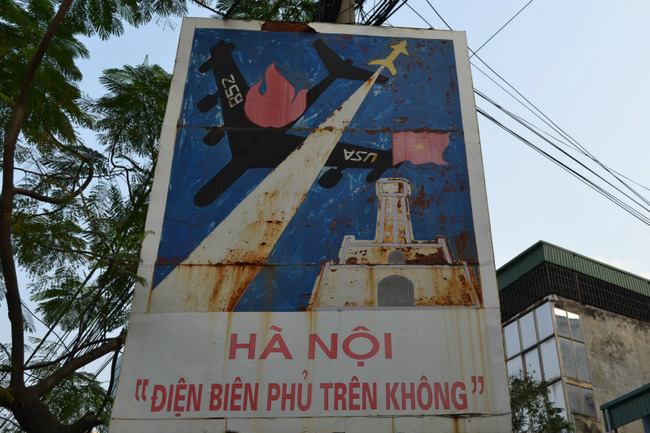 B52
USA
HÀ NỘI
"ĐIỆN BIÊN PHỦ TRÊN KHÔNG"